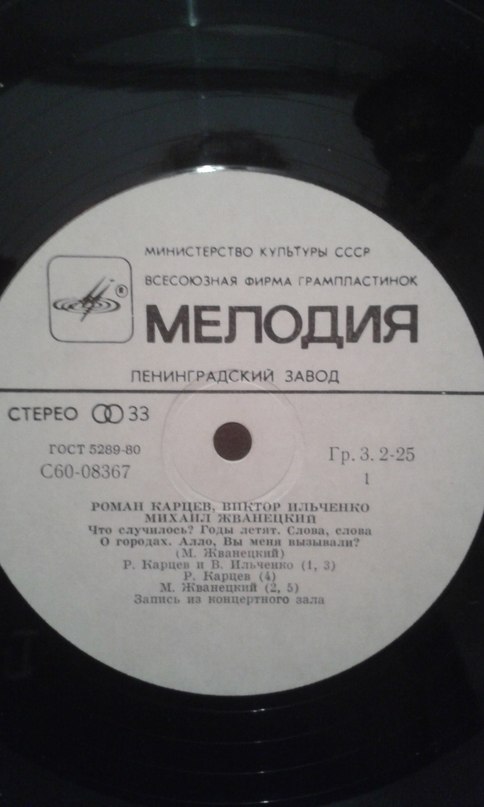 МИНИСТЕРСТВО КУЛЬТУРЫ СССР
ВСЕСОЮЗНАЯ ФИРМА ГРАМПЛАСТИНОК
®
МЕЛОДИЯ
ЛЕНИНГРАДСКИЙ ЗАВОД
СТЕРЕО 33
ГОСТ 5289-80
Гр. 3. 2-25
С60-08367
1
РОМАН КАРЦЕВ, ВИКТОР ИЛЬЧЕНКО
МИХАИЛ ЖВАНЕЦКИЙ
Что случилось? Годы летят. Слова, слова
О городах. Алло, Вы меня вызывали?
(М. Жванецкий)
Р. Карцев и В. Ильченко (1, 3)
Р. Карцев (4)
М. Жванецкий (2, 5)
Запись из концертного зала